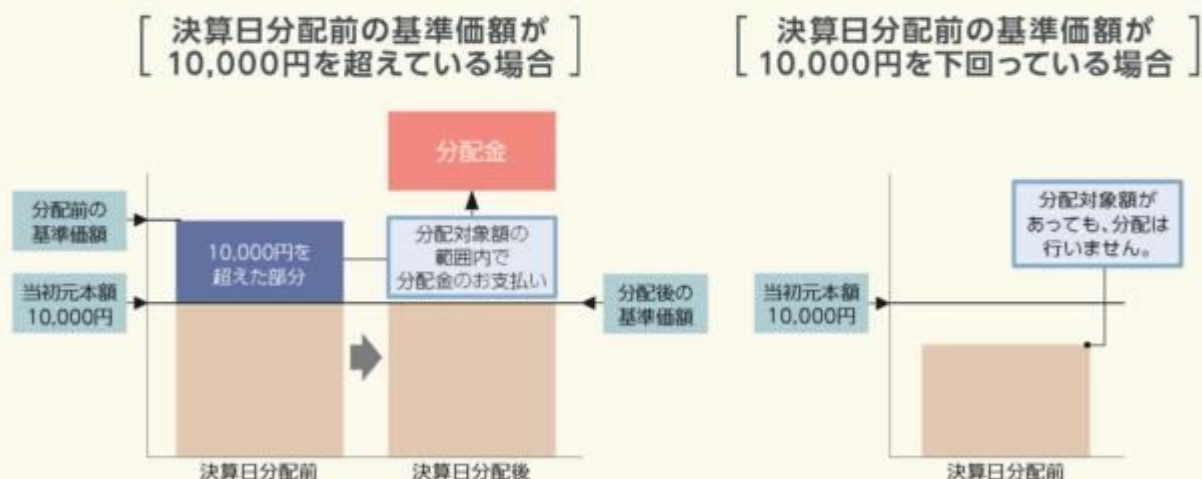 決算日分配前の基準価額が
10,000円を超えている場合
分配金
分配前の
基準価額
10,000円を
超えた部分
分配対象額の
範囲内で
分配金のお支払い
当初元本額
10,000円
分配後の
基準価額
決算日分配前
決算日分配後
決算日分配前の基準価額が
10,000円を下回っている場合
分配対象額が
あっても、分配は
行いません。
当初元本額
10,000円
決算日分配前